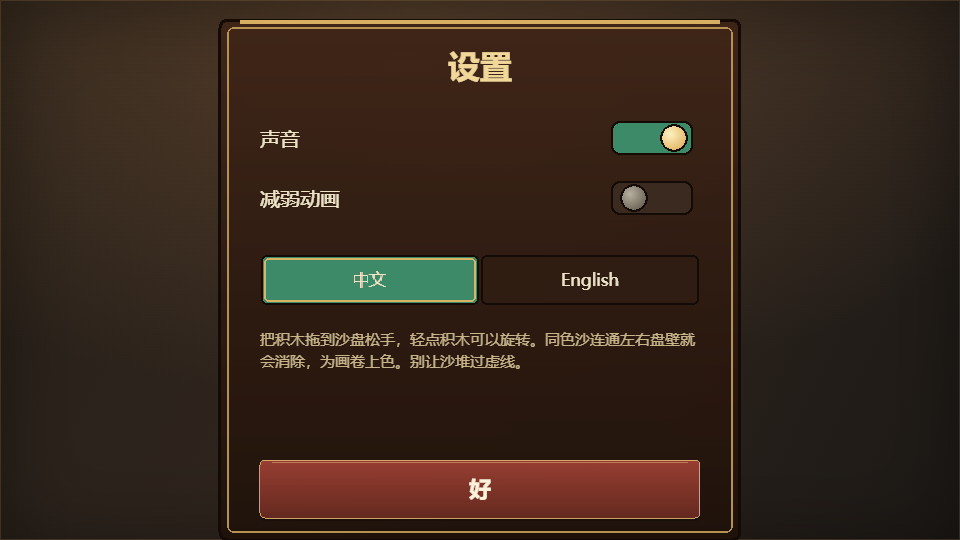 设置
声音
减弱动画
中文
English
把积木拖到沙盘松手，轻点积木可以旋转。同色沙连通左右盘壁就
会消除，为画卷上色。别让沙堆过虚线。
好